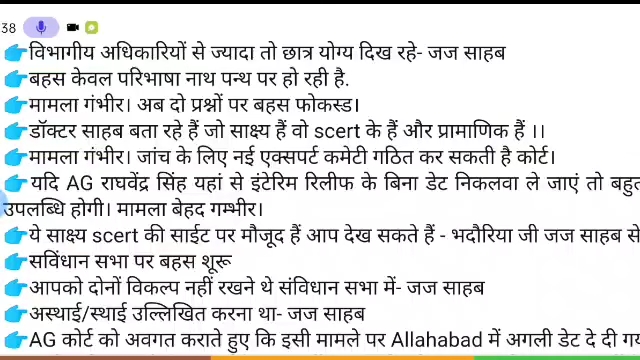 38
👉विभागीय अधिकारियों से ज्यादा तो छात्र योग्य दिख रहे- जज साहब
👉बहस केवल परिभाषा नाथ पन्थ पर हो रही है.
👉मामला गंभीर। अब दो प्रश्नों पर बहस फोकस्ड।
👉डॉक्टर साहब बता रहे हैं जो साक्ष्य हैं वो scert के हैं और प्रामाणिक हैं ।।
👉मामला गंभीर। जांच के लिए नई एक्सपर्ट कमेटी गठित कर सकती है कोर्ट।
👉यदि AG राघवेंद्र सिंह यहां से इंटेरिम रिलीफ के बिना डेट निकलवा ले जाएं तो
उपलब्धि होगी। मामला बेहद गम्भीर।
👉ये साक्ष्य scert की साईट पर मौजूद हैं आप देख सकते हैं - भदौरिया जी जज साहब से
👉सविंधान सभा पर बहस शूरू
👉आपको दोनों विकल्प नहीं रखने थे संविधान सभा में- जज साहब
👉अस्थाई/स्थाई उल्लिखित करना था- जज साहब
👉AG कोर्ट को अवगत कराते हुए कि इसी मामले पर Allahabad में अगली डेट दे दी